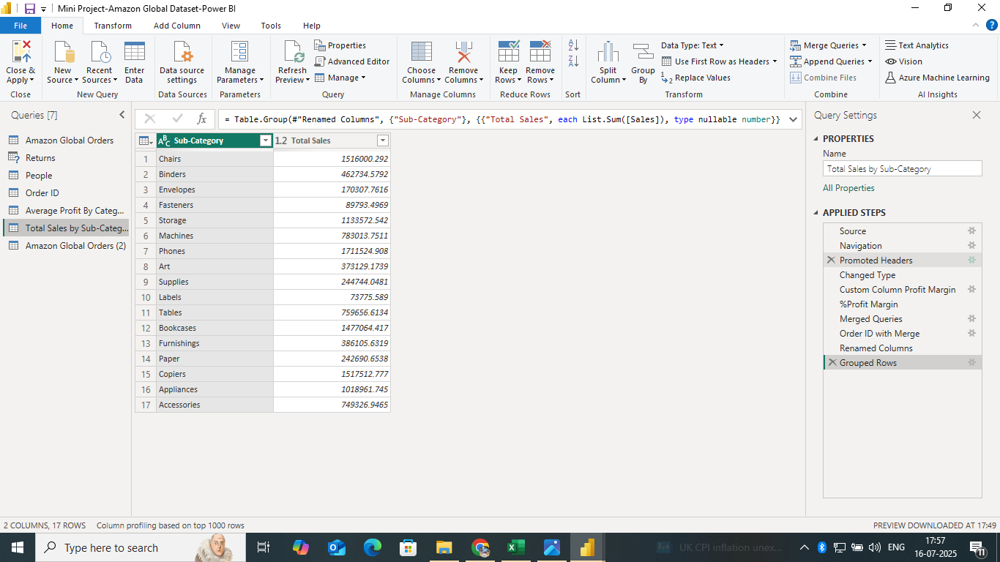 Mini Project-Amazon Global Dataset-Power BI
File Home Transform Add Column View Tools Help
Close & Apply
Close
New Source
Recent Sources
Enter Data
New Query
Data source settings
Data Sources
Manage Parameters
Parameters
Refresh Preview
Properties
Advanced Editor
Manage
Query
Choose Columns
Remove Columns
Manage Columns
Keep Rows
Remove Rows
Reduce Rows
Sort
Split Column
Group By
Data Type: Text
Use First Row as Headers
Replace Values
Transform
Merge Queries
Append Queries
Combine Files
Combine
Text Analytics
Vision
Azure Machine Learning
AI Insights
Queries [7]
Amazon Global Orders
Returns
People
Order ID
Average Profit By Categ...
Total Sales by Sub-Categ...
Amazon Global Orders (2)
fx
= Table.Group(#"Renamed Columns", {"Sub-Category"}, {{"Total Sales", each List.Sum([Sales]), type nullable number}}
ABC Sub-Category 1.2 Total Sales
1 Chairs 1516000.292
2 Binders 462734.5792
3 Envelopes 170307.7616
4 Fasteners 89793.4969
5 Storage 1133572.542
6 Machines 783013.7511
7 Phones 1711524.908
8 Art 373129.1739
9 Supplies 244744.0481
10 Labels 73775.589
11 Tables 759656.6134
12 Bookcases 1477064.417
13 Furnishings 386105.6319
14 Paper 242690.6538
15 Copiers 1517512.777
16 Appliances 1018961.745
17 Accessories 749326.9465
Query Settings
PROPERTIES
Name
Total Sales by Sub-Category
All Properties
APPLIED STEPS
Source
Navigation
Promoted Headers
Changed Type
Custom Column Profit Margin
%Profit Margin
Merged Queries
Order ID with Merge
Renamed Columns
Grouped Rows
2 COLUMNS, 17 ROWS Column profiling based on top 1000 rows
PREVIEW DOWNLOADED AT 17:49
Type here to search
UK CPI inflation unex...
ENG
17:57
16-07-2025
11